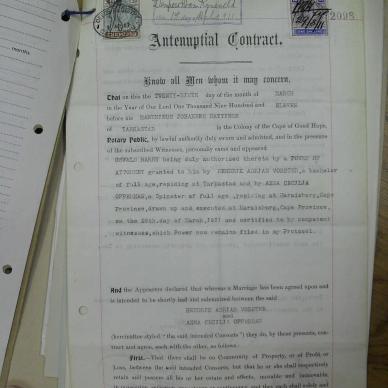 2098
Antenuptial Contract.
Know all Men whom it may concern,
That on this the TWENTY-SIXTH day of the month of MARCH
in the Year of Our Lord One Thousand Nine Hundred and ELEVEN
before me JOHANNES HATTINGH
of TARKASTAD in the Colony of the Cape of Good Hope,
Notary Public, by lawful authority duly sworn and admitted, and in the presence
of the subscribed Witnesses, personally came and appeared
being duly authorised thereto by a POWER OF
ATTORNEY granted to him by HENDRIK ADRIAN VORSTER, a bachelor
of full age, residing at Tarkastad and by ANNA CECILIA
OPPERMAN, a Spinster of full age, residing at Maraisburg, Cape
Province, drawn up and executed at Maraisburg, Cape Province,
on the day of March, 1911 and certified to by competent
witnesses, which Power now remains filed in my Protocol.
And the Appearers declared that whereas a Marriage has been agreed upon and
is intended to be shortly had and solemnized between the said
HENDRIK ADRIAN VORSTER
and
ANNA CECILIA OPPERMAN
(hereinafter styled "the said intended Consorts") they do, by these presents, con-
tract and agree, each with the other, as follows:
First.—That there shall be no Community of Property, or of Profit or
Loss, between the said intended Consorts, but that he or she shall respectively
retain and possess all his or her estate and effects, movable and immovable,